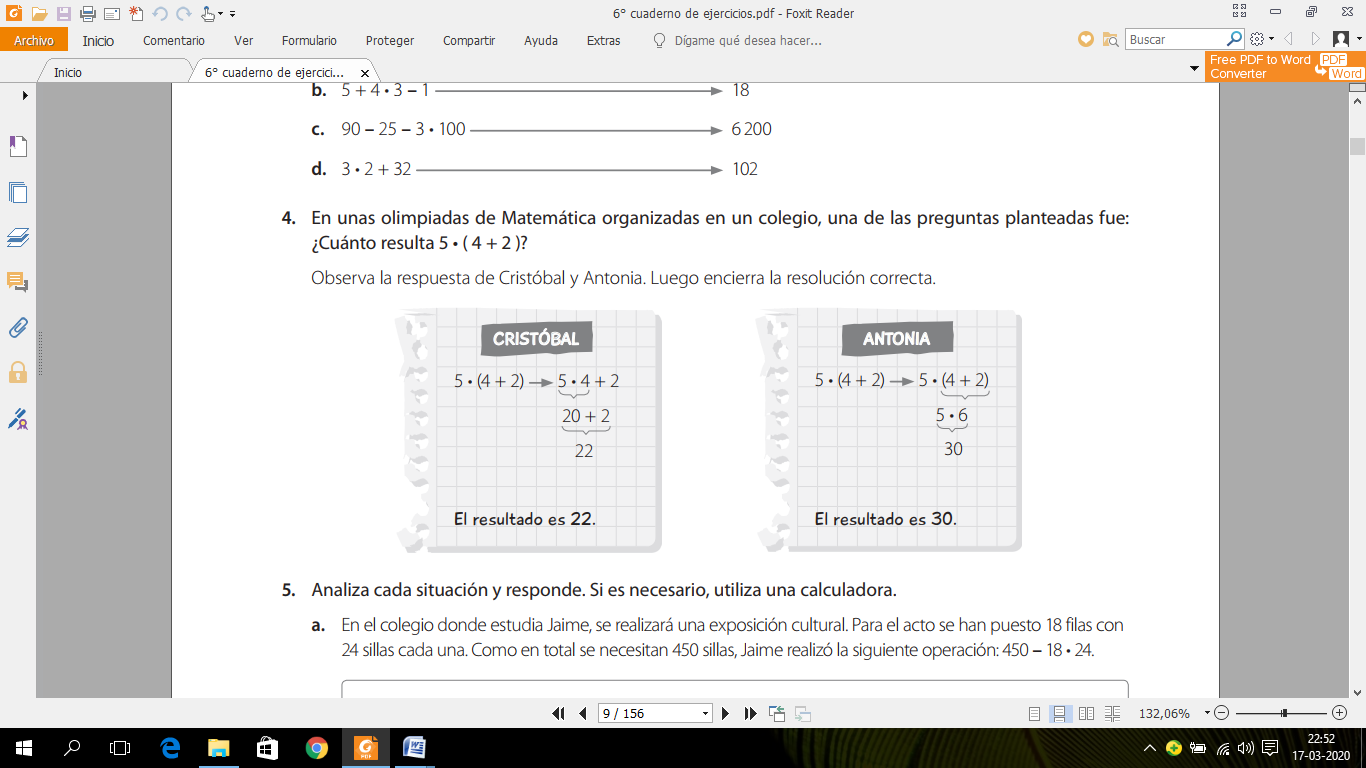 6° cuaderno de ejercicios.pdf - Foxit Reader
Archivo Inicio Comentario Ver Formulario Proteger Compartir Ayuda Extras Dígame qué desea hacer... Buscar
Inicio 6° cuaderno de ejercici... x
Free PDF to Word Converter PDF Word
b. 5 + 4 • 3 – 1 18
c. 90 – 25 – 3 • 100 6 200
d. 3 • 2 + 32 102
4. En unas olimpiadas de Matemática organizadas en un colegio, una de las preguntas planteadas fue:
¿Cuánto resulta 5 • ( 4 + 2 )?
Observa la respuesta de Cristóbal y Antonia. Luego encierra la resolución correcta.
CRISTÓBAL
5 • (4 + 2) → 5 • 4 + 2
20 + 2
22
El resultado es 22.
ANTONIA
5 • (4 + 2) → 5 • (4 + 2)
5 • 6
30
El resultado es 30.
5. Analiza cada situación y responde. Si es necesario, utiliza una calculadora.
a. En el colegio donde estudia Jaime, se realizará una exposición cultural. Para el acto se han puesto 18 filas con
24 sillas cada una. Como en total se necesitan 450 sillas, Jaime realizó la siguiente operación: 450 – 18 • 24.
9 / 156 132,06%
22:52
17-03-2020